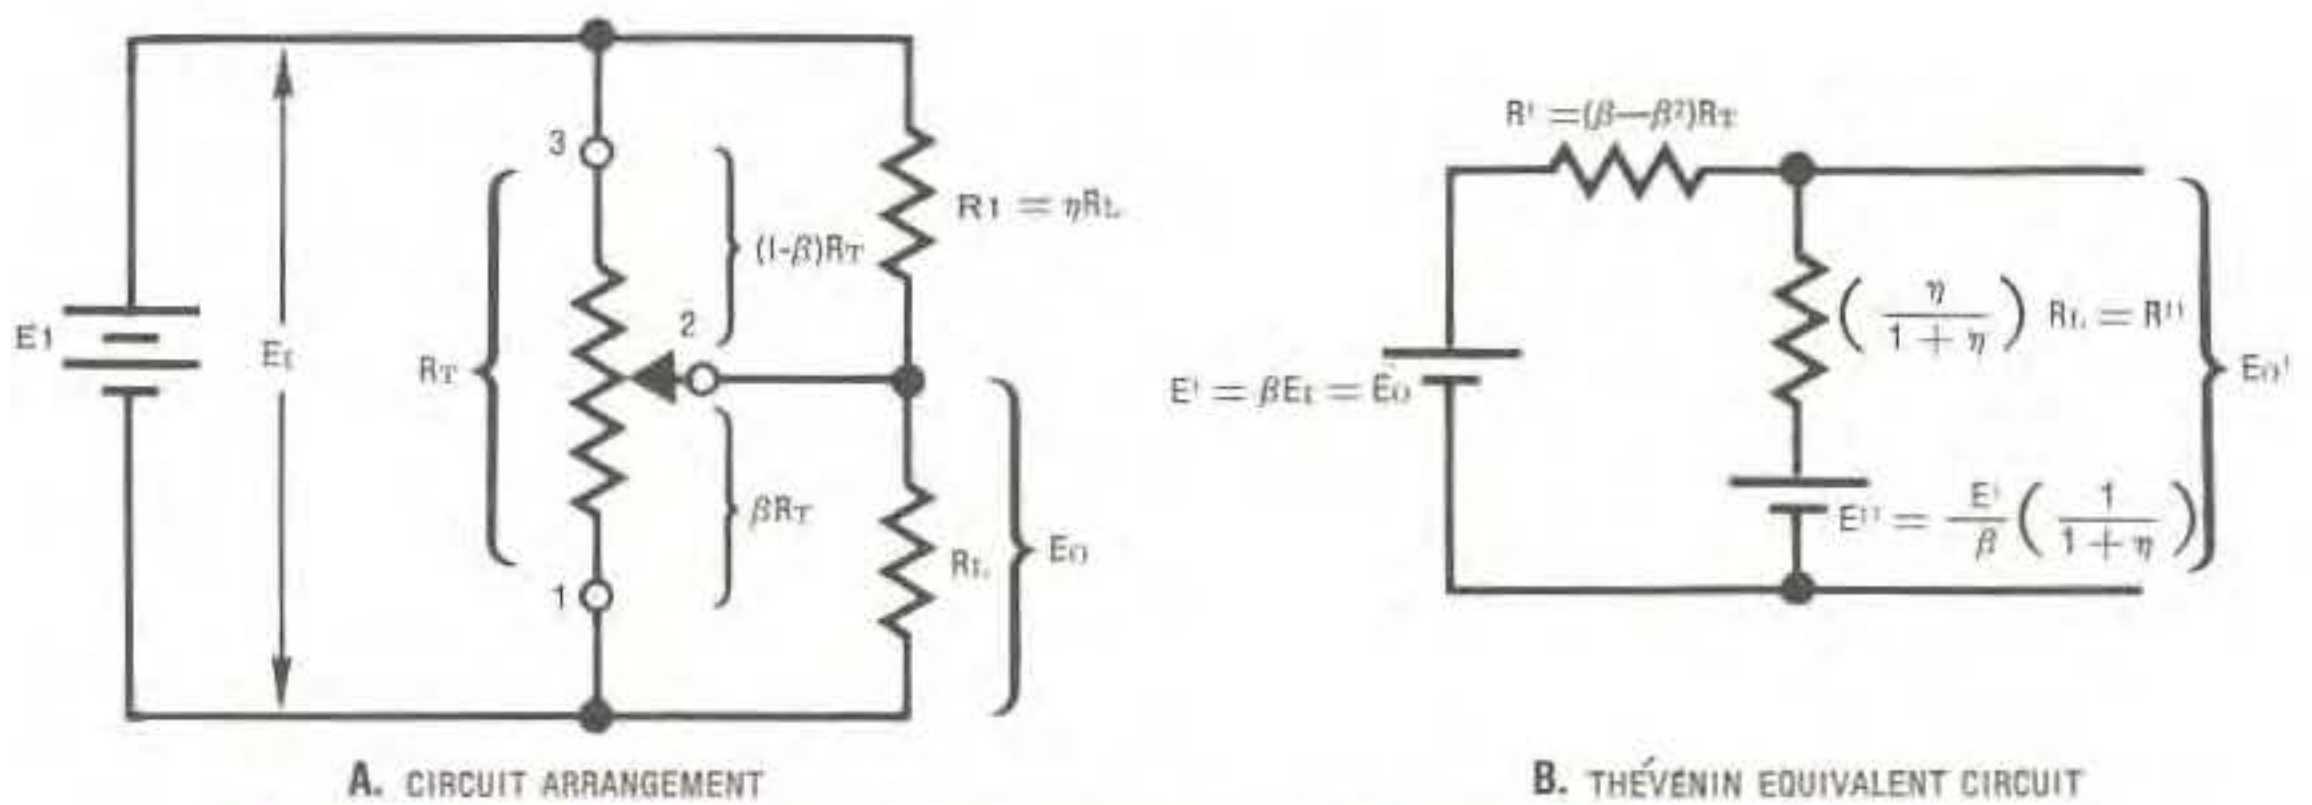 E1
EI
RT
3
2
1
(1-β)RT
βRT
R1 = ηRL
RL
EO
A. CIRCUIT ARRANGEMENT
R' = (β—β²)RT
E' = βEI = EO
(η / 1 + η) RL = R''
E'' = E' / β (1 / 1 + η)
EO'
B. THÉVENIN EQUIVALENT CIRCUIT